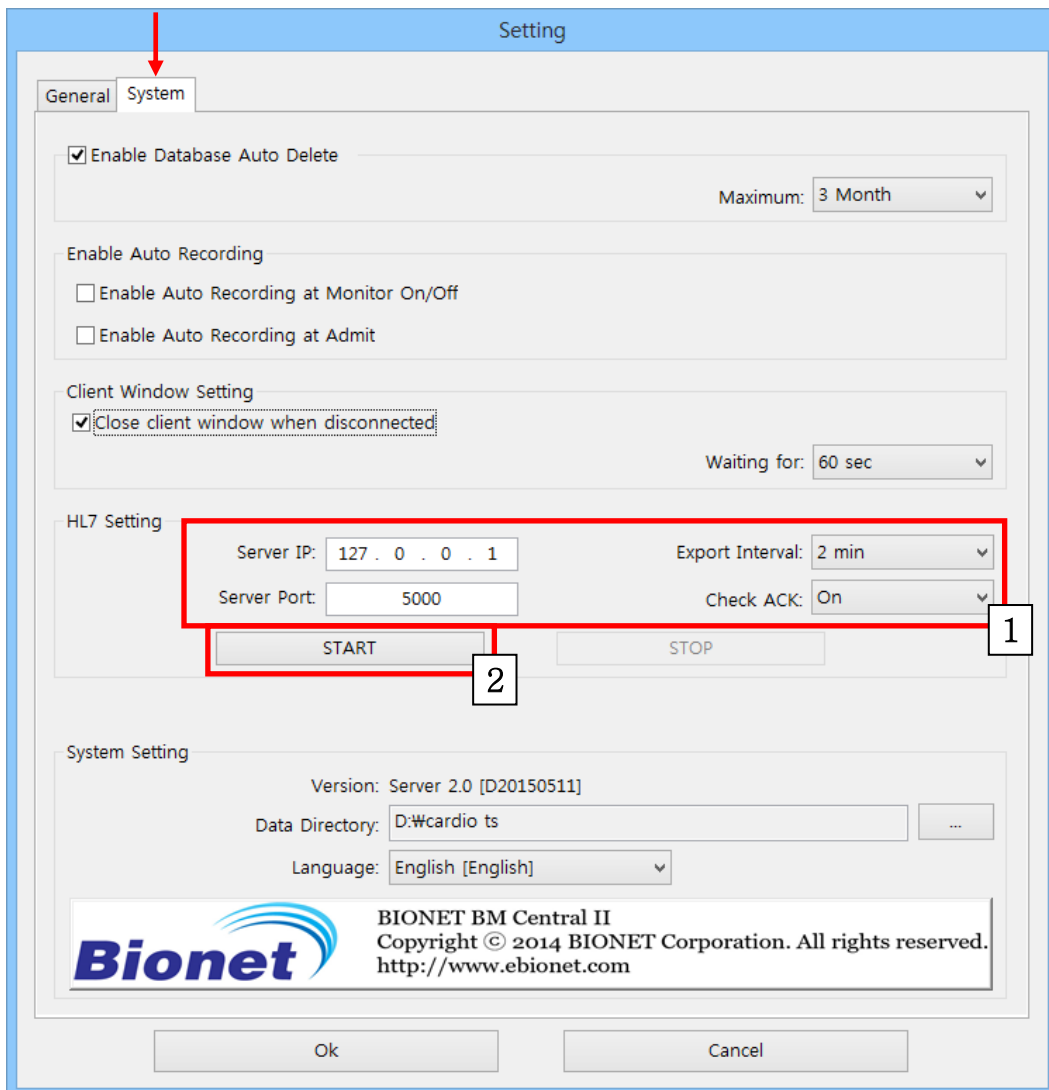 Setting
General System
Enable Database Auto Delete
Maximum: 3 Month
Enable Auto Recording
Enable Auto Recording at Monitor On/Off
Enable Auto Recording at Admit
Client Window Setting
Close client window when disconnected
Waiting for: 60 sec
HL7 Setting
Server IP: 127 . 0 . 0 . 1 Export Interval: 2 min
Server Port: 5000 Check ACK: On
1
START STOP
2
System Setting
Version: Server 2.0 [D20150511]
Data Directory: D:₩cardio ts ...
Language: English [English]
Bionet
BIONET BM Central II
Copyright ⓒ 2014 BIONET Corporation. All rights reserved.
http://www.ebionet.com
Ok Cancel